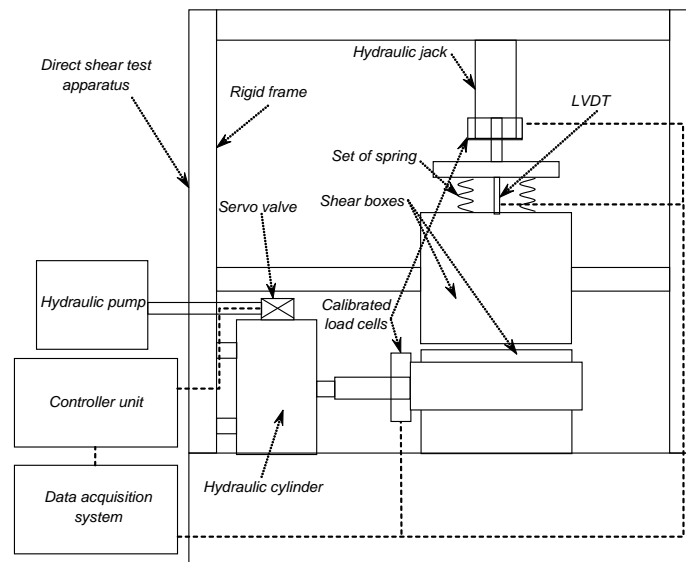 Hydraulic jack
Direct shear test
apparatus
Rigid frame
LVDT
Set of spring
Shear boxes
Servo valve
Hydraulic pump
Calibrated
load cells
Controller unit
Hydraulic cylinder
Data acquisition
system